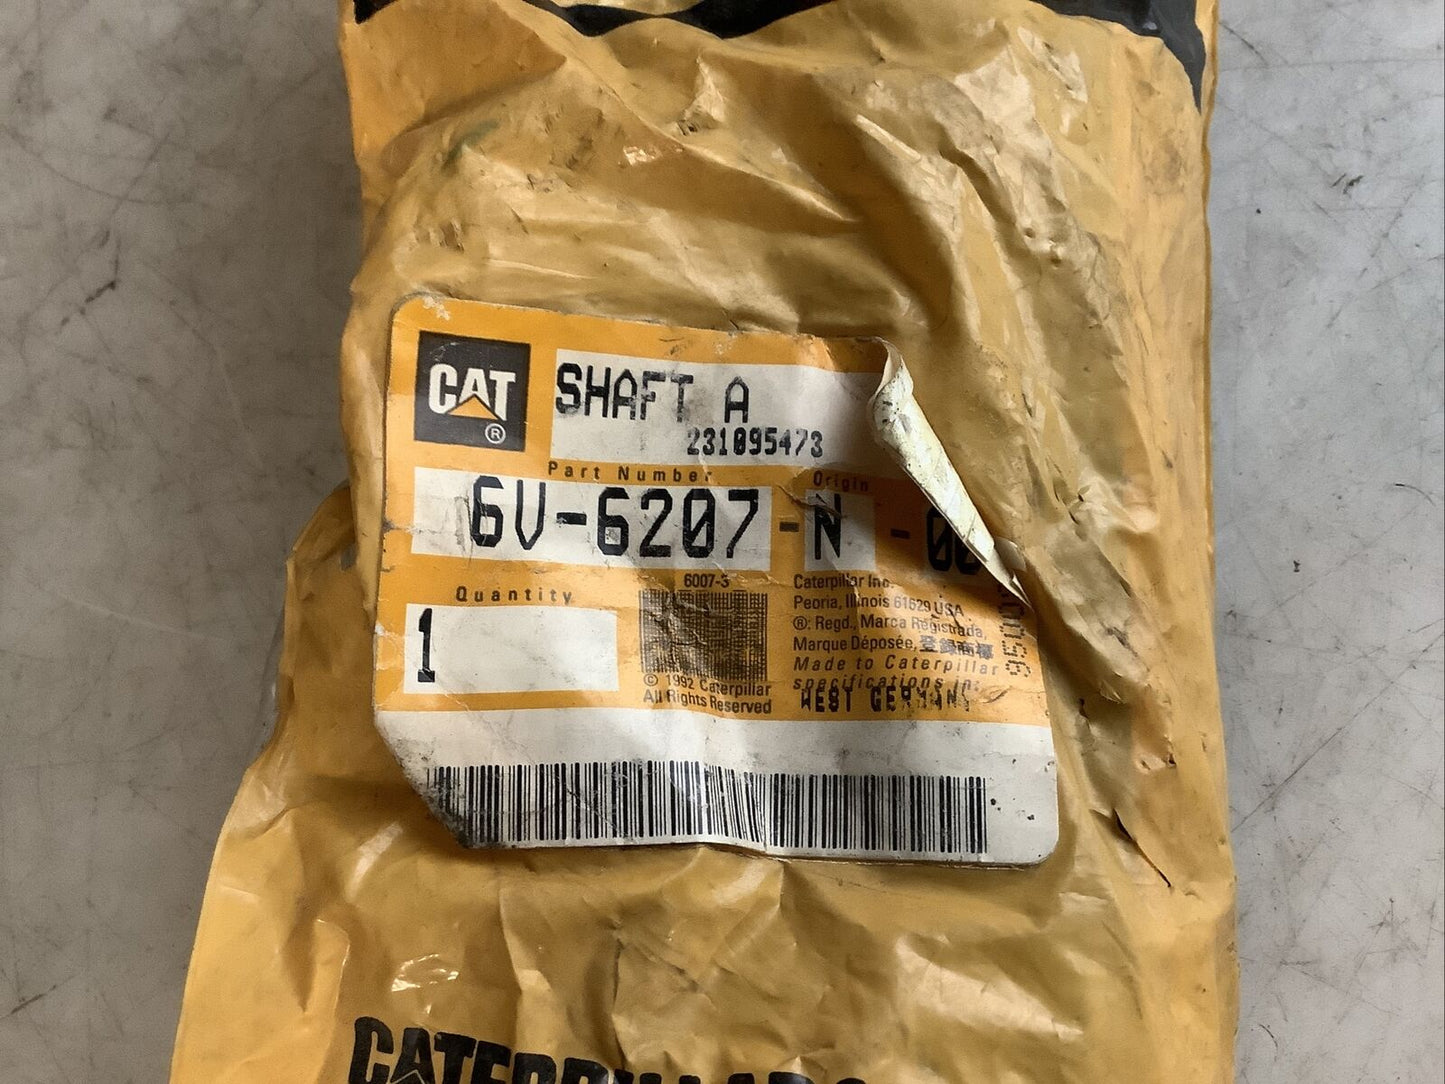 CAT
®
SHAFT A
231095473
Part Number
Origin
6V-6207-N -00
Quantity
1
6007-3
© 1992 Caterpillar
All Rights Reserved
Caterpillar Inc.
Peoria, Illinois 61629 USA
®: Regd., Marca Registrada,
Marque Déposée, 登録商標
Made to Caterpillar
specifications in:
WEST GERMANY
CATERPILLAR®